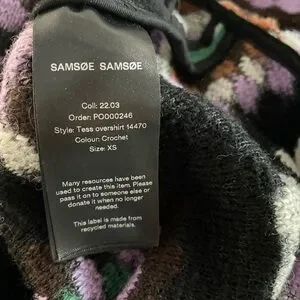 SAMSØE SAMSØE
Coll: 22.03
Order: PO000246
Style: Tess overshirt 14470
Colour: Crochet
Size: XS
Many resources have been
used to create this item. Please
pass it on to someone else or
donate it when no longer
needed.
This label is made from
recycled materials.